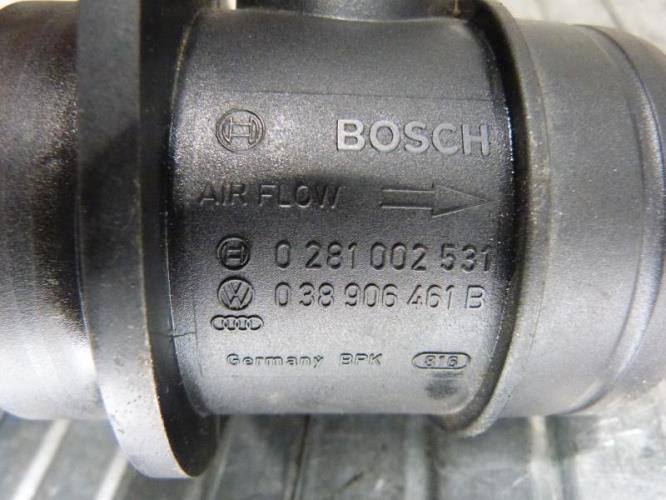 BOSCH
AIR FLOW
0 281 002 531
038 906 461 B
Germany BPK 816